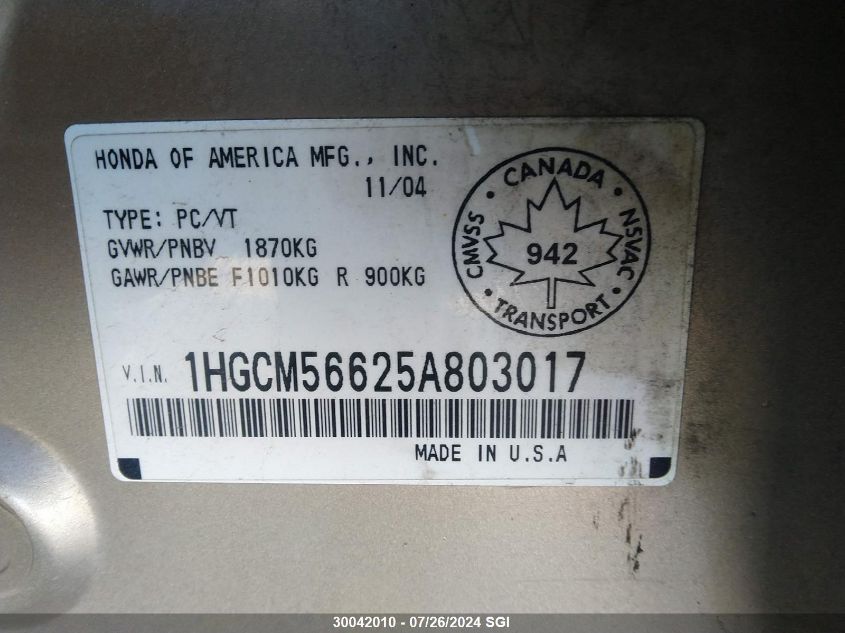 HONDA OF AMERICA MFG., INC.
11/04
TYPE: PC/VT
GVWR/PNBV 1870KG
GAWR/PNBE F1010KG R 900KG
CANADA
CMVSS
942
NSVAC
TRANSPORT
V.I.N. 1HGCM56625A803017
MADE IN U.S.A
30042010 - 07/26/2024 SGI